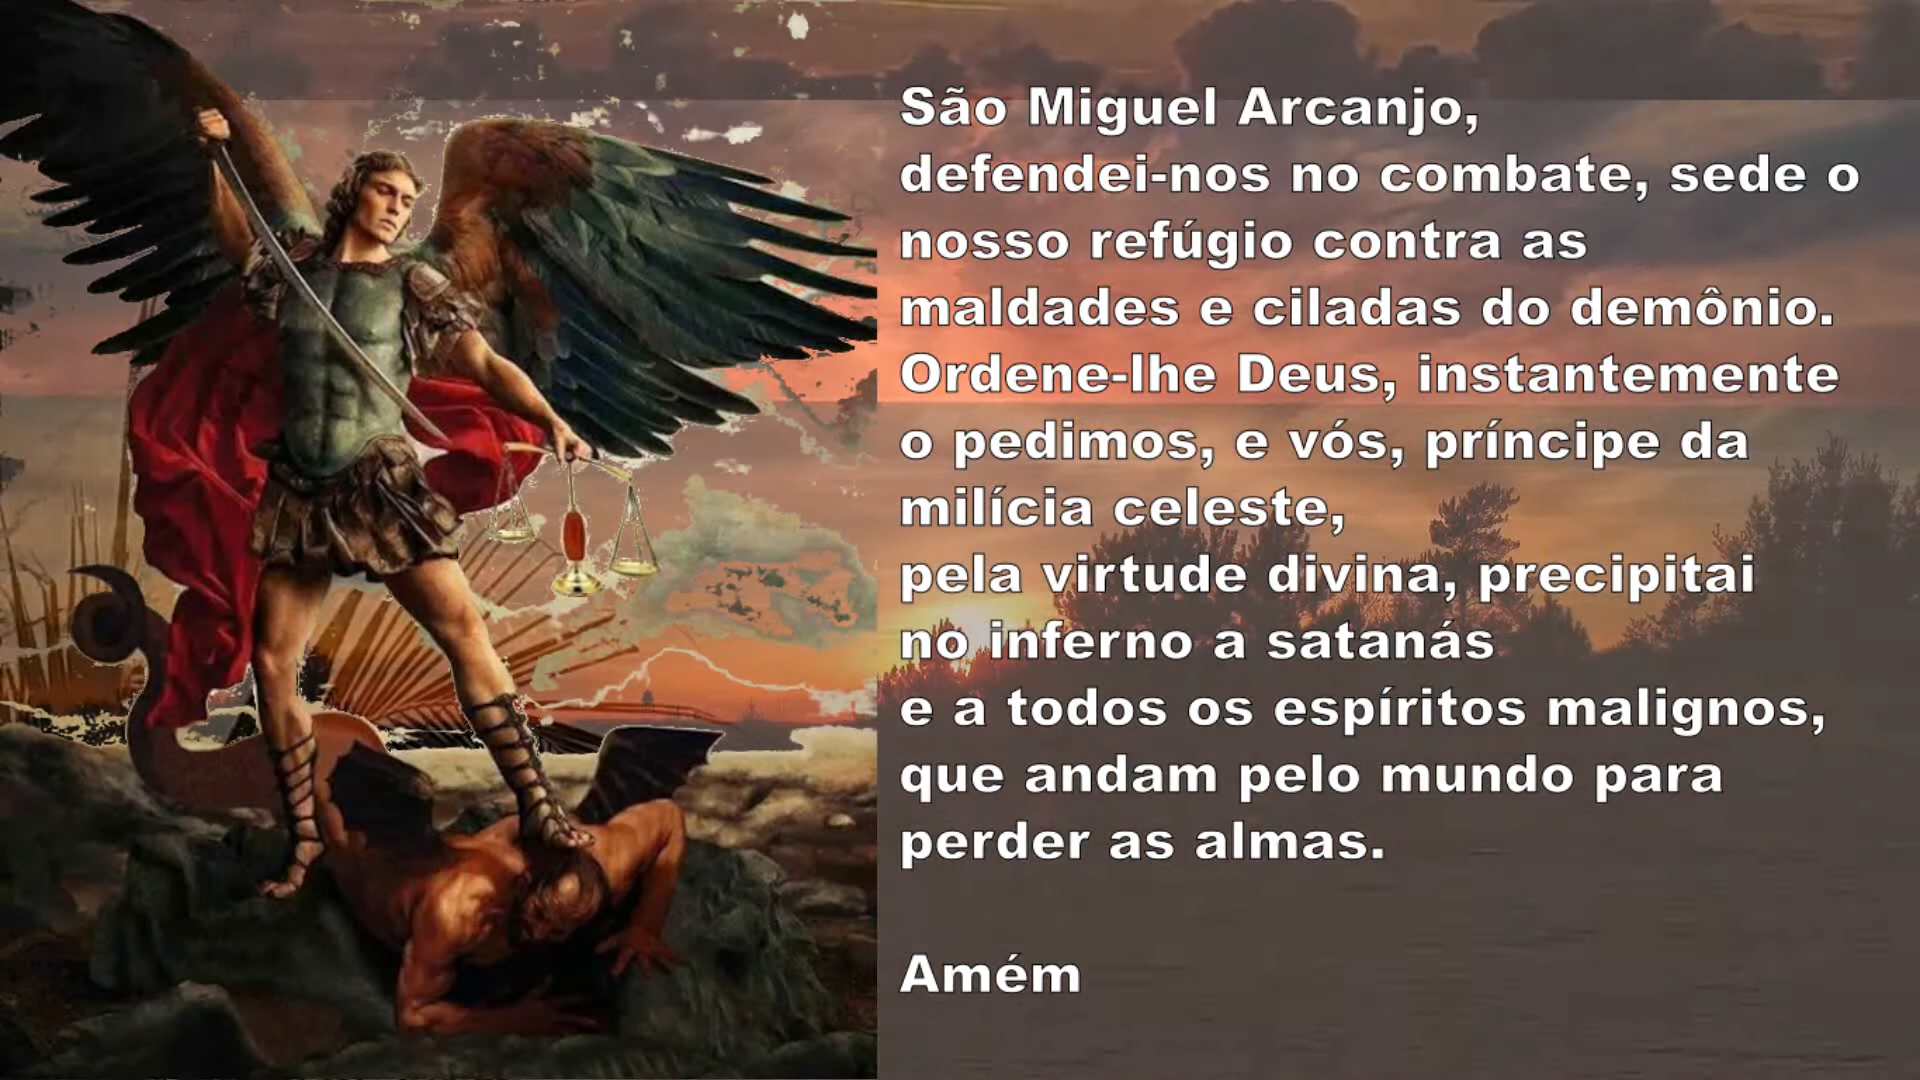 São Miguel Arcanjo,
defendei-nos no combate, sede o
nosso refúgio contra as
maldades e ciladas do demônio.
Ordene-lhe Deus, instantemente
o pedimos, e vós, príncipe da
milícia celeste,
pela virtude divina, precipitai
no inferno a satanás
e a todos os espíritos malignos,
que andam pelo mundo para
perder as almas.
Amém